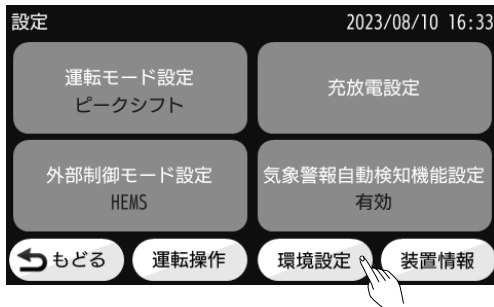 設定 2023/08/10 16:33
運転モード設定
ピークシフト
充放電設定
外部制御モード設定
HEMS
気象警報自動検知機能設定
有効
もどる 運転操作 環境設定 装置情報